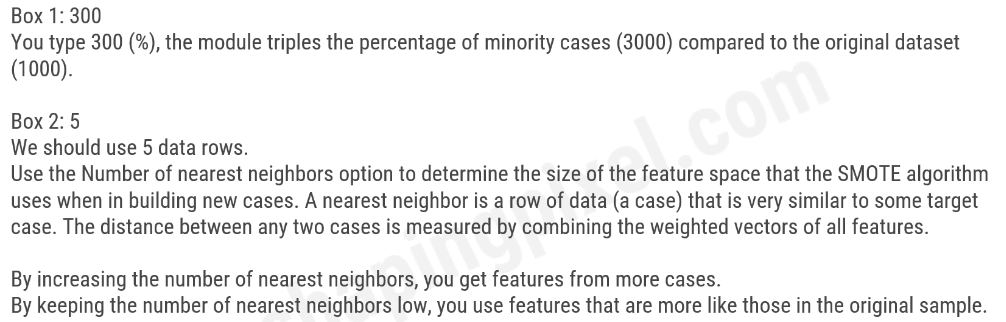 Box 1: 300
You type 300 (%), the module triples the percentage of minority cases (3000) compared to the original dataset
(1000).
Box 2: 5
We should use 5 data rows.
Use the Number of nearest neighbors option to determine the size of the feature space that the SMOTE algorithm
uses when in building new cases. A nearest neighbor is a row of data (a case) that is very similar to some target
case. The distance between any two cases is measured by combining the weighted vectors of all features.
By increasing the number of nearest neighbors, you get features from more cases.
By keeping the number of nearest neighbors low, you use features that are more like those in the original sample.